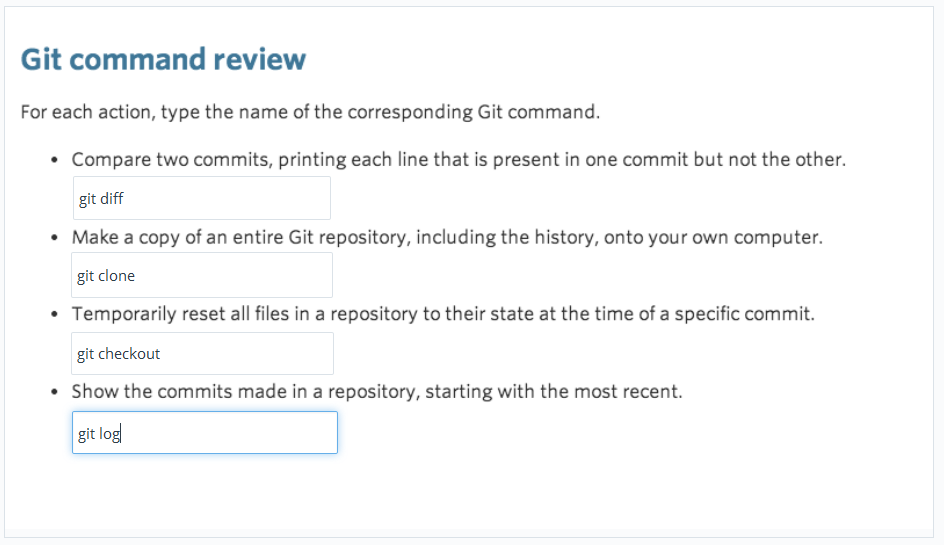 Git command review
For each action, type the name of the corresponding Git command.
• Compare two commits, printing each line that is present in one commit but not the other.
git diff
• Make a copy of an entire Git repository, including the history, onto your own computer.
git clone
• Temporarily reset all files in a repository to their state at the time of a specific commit.
git checkout
• Show the commits made in a repository, starting with the most recent.
git log